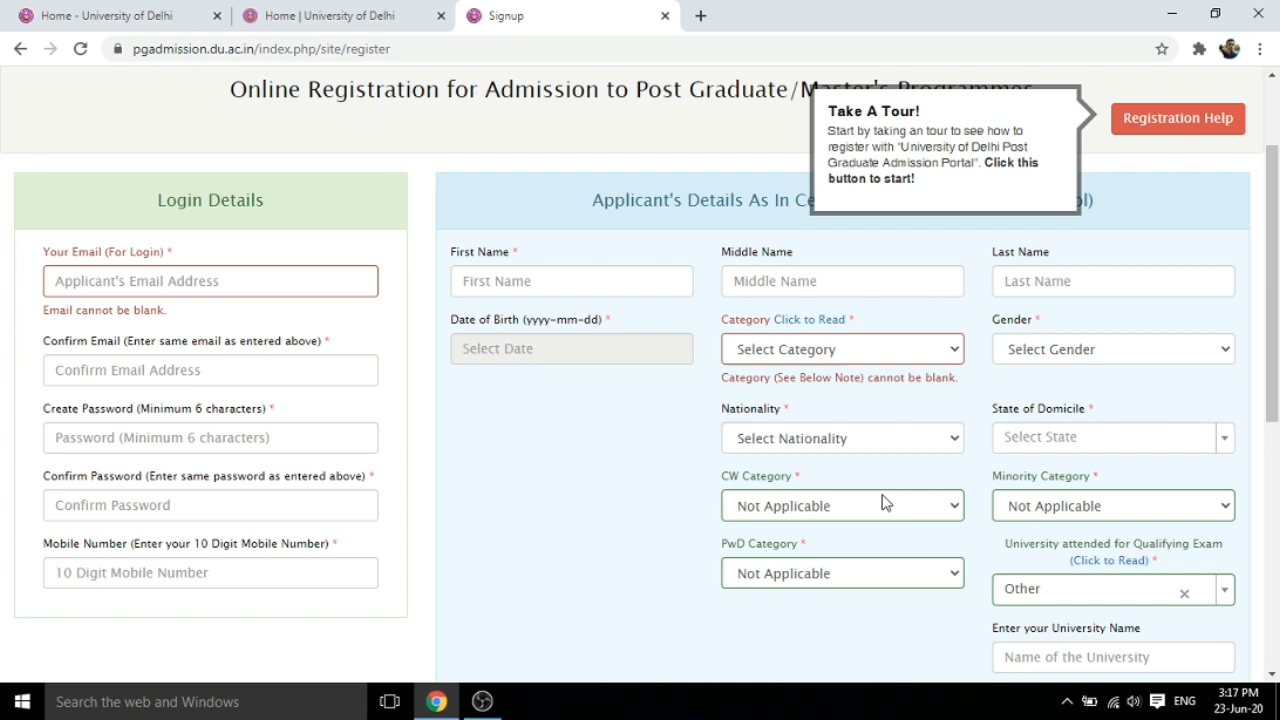 Home - University of Delhi
Home | University of Delhi
Signup
pgadmission.du.ac.in/index.php/site/register
Online Registration for Admission to Post Graduate/Master's Programmes
Take A Tour!
Start by taking an tour to see how to
register with "University of Delhi Post
Graduate Admission Portal". Click this
button to start!
Registration Help
Login Details
Your Email (For Login) *
Applicant's Email Address
Email cannot be blank.
Confirm Email (Enter same email as entered above) *
Confirm Email Address
Create Password (Minimum 6 characters) *
Password (Minimum 6 characters)
Confirm Password (Enter same password as entered above) *
Confirm Password
Mobile Number (Enter your 10 Digit Mobile Number) *
10 Digit Mobile Number
Applicant's Details As In
First Name *
First Name
Middle Name
Middle Name
Last Name
Last Name
Date of Birth (yyyy-mm-dd) *
Select Date
Category Click to Read *
Select Category
Category (See Below Note) cannot be blank.
Gender *
Select Gender
Nationality *
Select Nationality
State of Domicile *
Select State
CW Category *
Not Applicable
Minority Category *
Not Applicable
PwD Category *
Not Applicable
University attended for Qualifying Exam
(Click to Read) *
Other
Enter your University Name
Name of the University
Search the web and Windows
ENG
3:17 PM
23-Jun-20